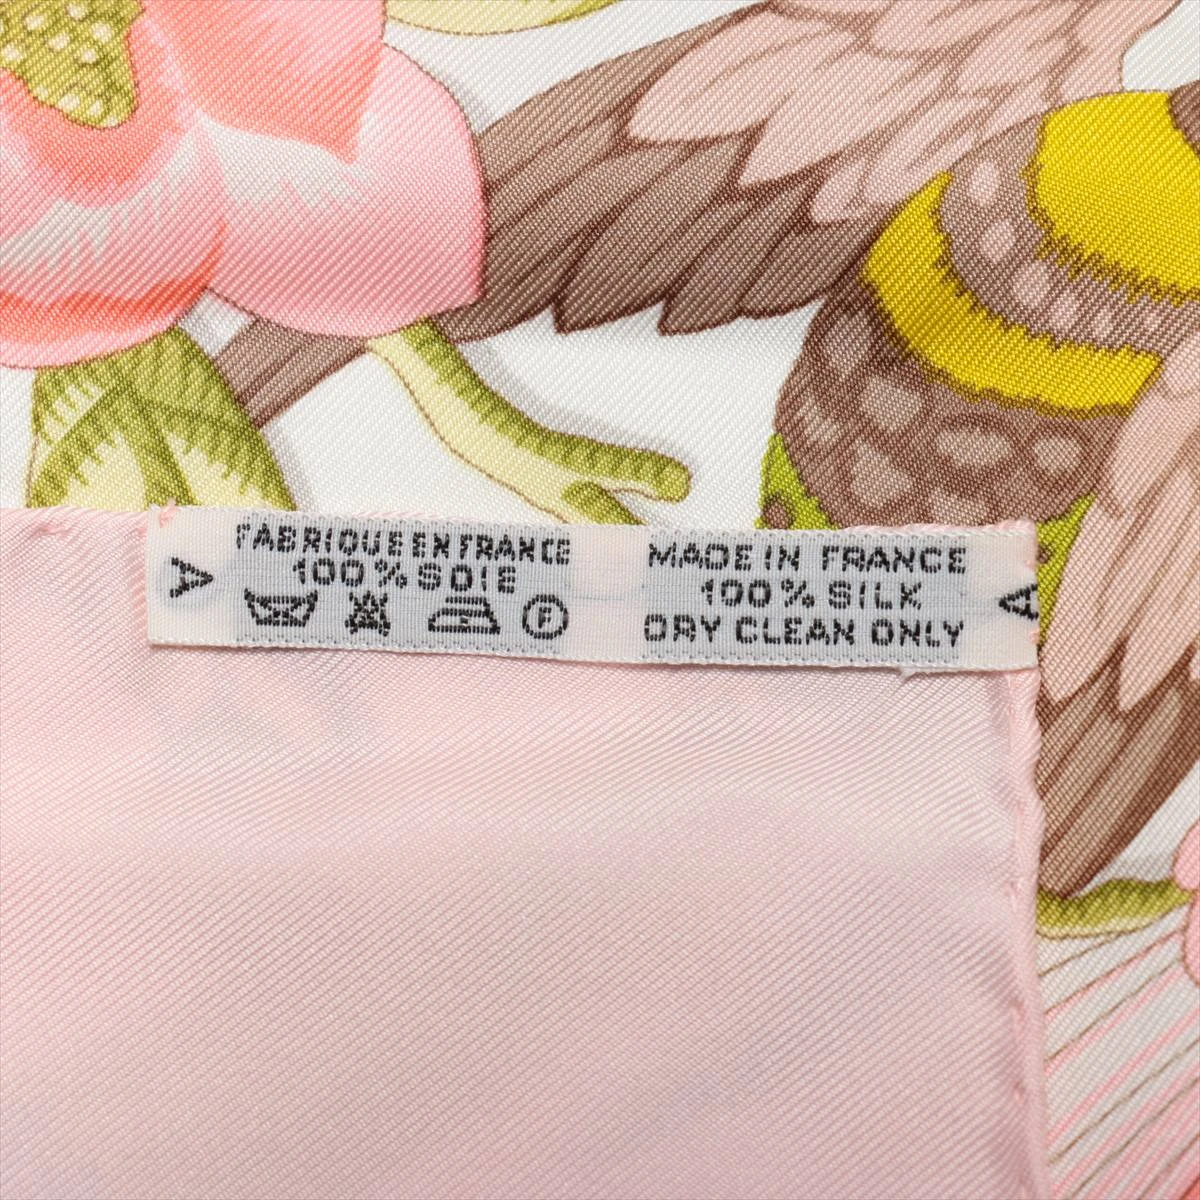 A
FABRIQUE EN FRANCE
100% SOIE
F
MADE IN FRANCE
100% SILK
DRY CLEAN ONLY
A